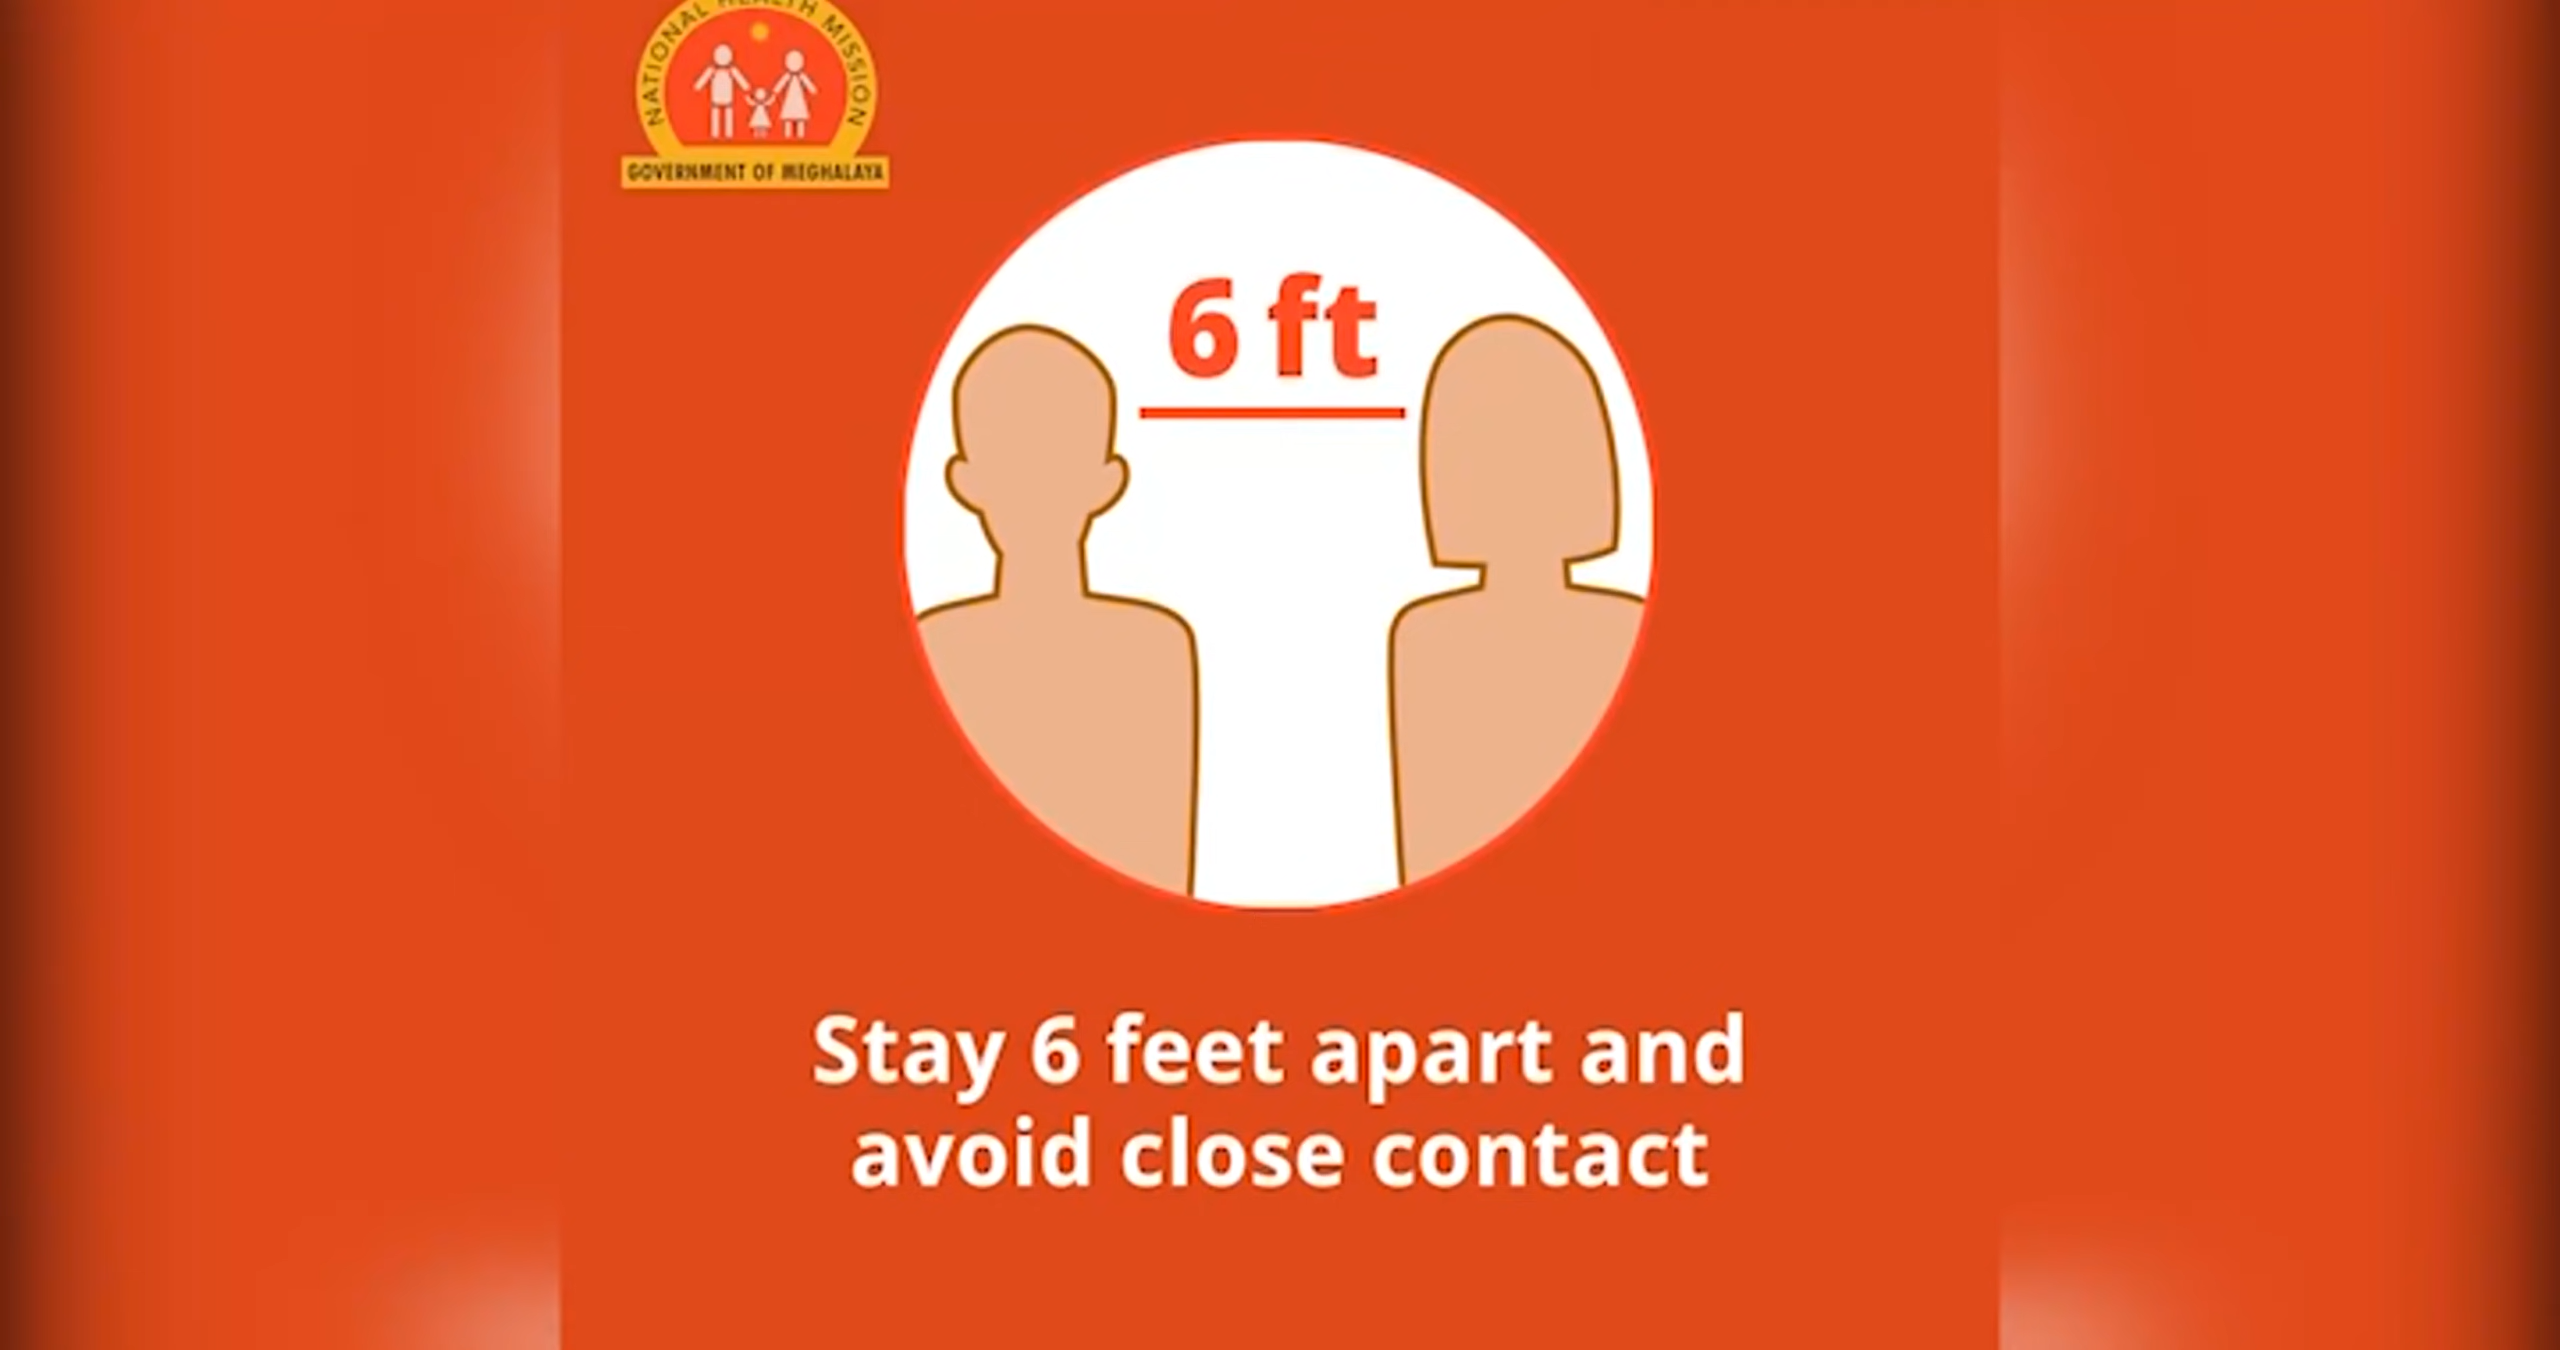 NATIONAL HEALTH MISSION
GOVERNMENT OF MEGHALAYA
6 ft
Stay 6 feet apart and
avoid close contact